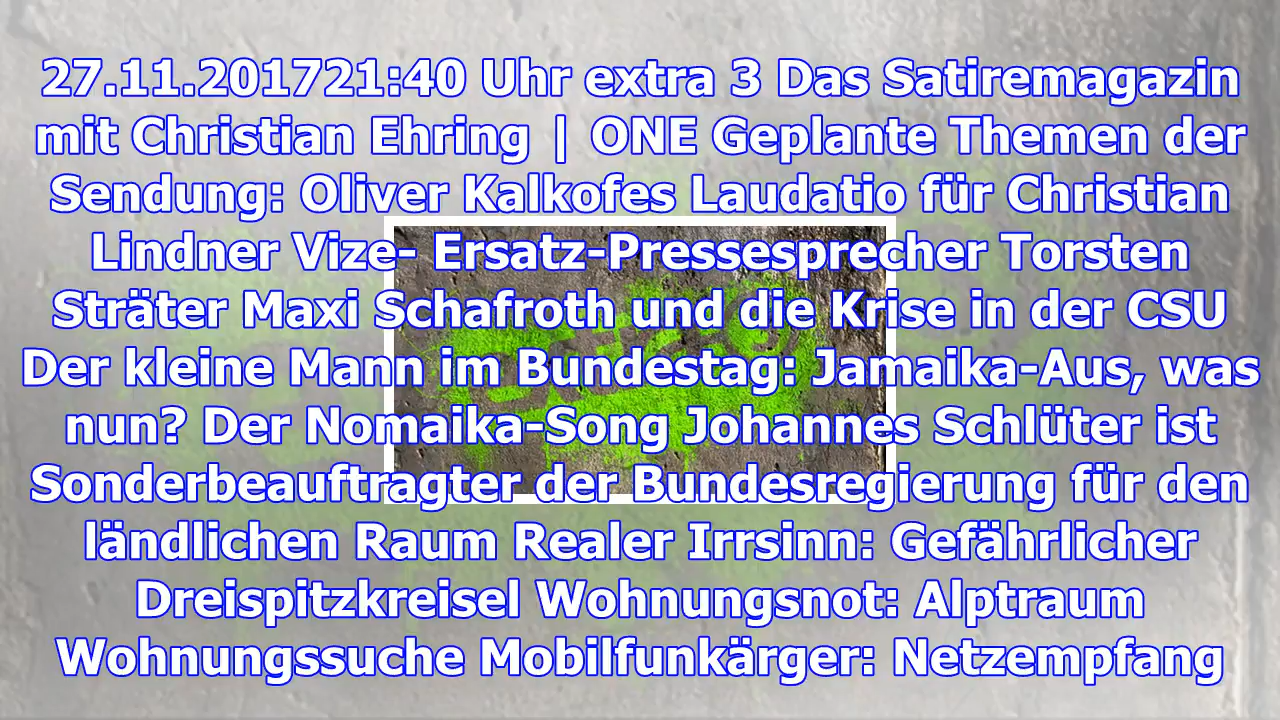 27.11.201721:40 Uhr extra 3 Das Satiremagazin
mit Christian Ehring | ONE Geplante Themen der
Sendung: Oliver Kalkofes Laudatio für Christian
Lindner Vize- Ersatz-Pressesprecher Torsten
Sträter Maxi Schafroth und die Krise in der CSU
Der kleine Mann im Bundestag: Jamaika-Aus, was
nun? Der Nomaika-Song Johannes Schlüter ist
Sonderbeauftragter der Bundesregierung für den
ländlichen Raum Realer Irrsinn: Gefährlicher
Dreispitzkreisel Wohnungsnot: Alptraum
Wohnungssuche Mobilfunkärger: Netzempfang